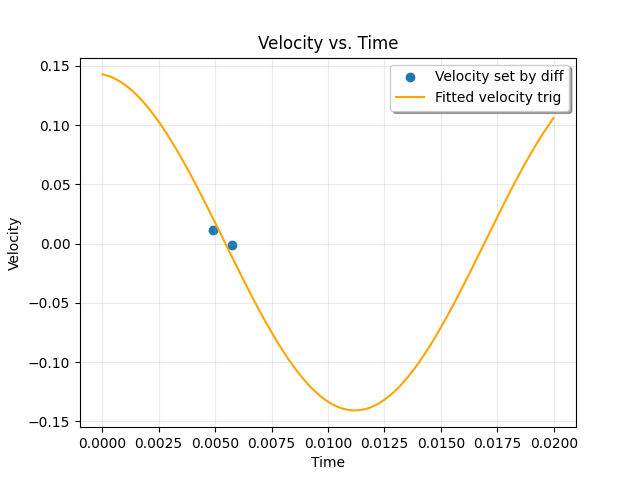 Velocity vs. Time
Velocity set by diff
Fitted velocity trig
0.15
0.10
0.05
0.00
−0.05
−0.10
−0.15
Velocity
0.0000 0.0025 0.0050 0.0075 0.0100 0.0125 0.0150 0.0175 0.0200
Time